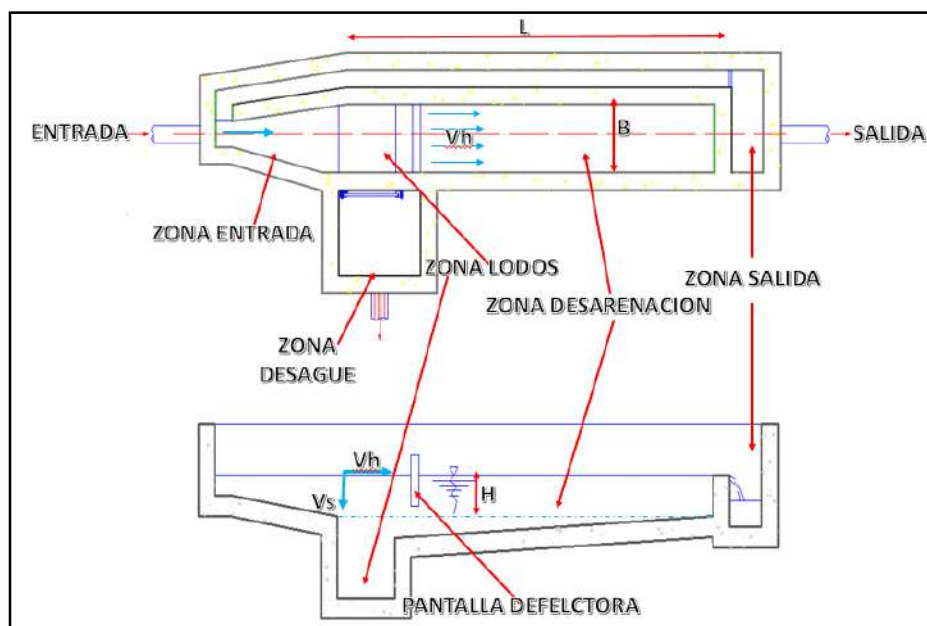 L
ENTRADA
Vh
B
SALIDA
ZONA ENTRADA
ZONA LODOS
ZONA SALIDA
ZONA DESARENACION
ZONA
DESAGUE
Vh
Vs
H
PANTALLA DEFELCTORA